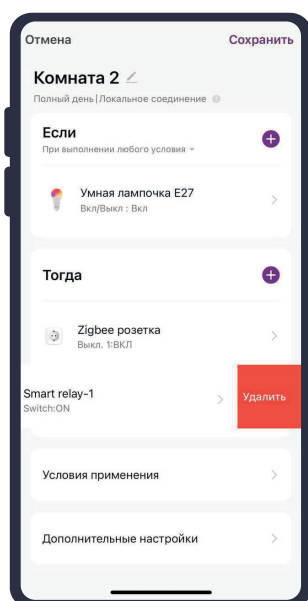 Отмена Сохранить
Комната 2
Полный день|Локальное соединение
Если
При выполнении любого условия
Умная лампочка E27
Вкл/Выкл : Вкл
Тогда
Zigbee розетка
Выкл. 1:ВКЛ
Smart relay-1
Switch:ON
Удалить
Условия применения
Дополнительные настройки